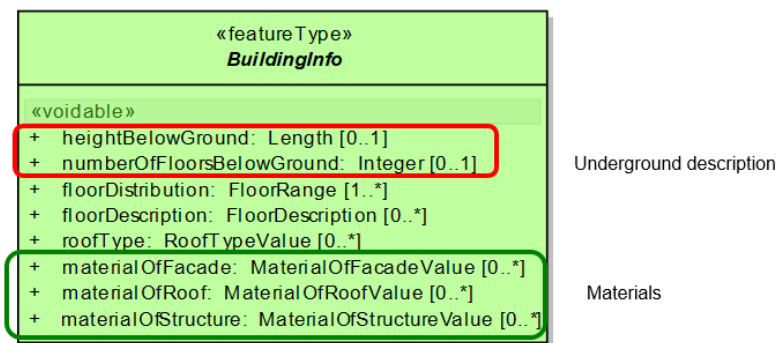 «featureType»
BuildingInfo
«voidable»
+ heightBelowGround: Length [0..1]
+ numberOfFloorsBelowGround: Integer [0..1]
Underground description
+ floorDistribution: FloorRange [1..*]
+ floorDescription: FloorDescription [0..*]
+ roofType: RoofTypeValue [0..*]
+ materialOfFacade: MaterialOfFacadeValue [0..*]
+ materialOfRoof: MaterialOfRoofValue [0..*]
Materials
+ materialOfStructure: MaterialOfStructureValue [0..*]